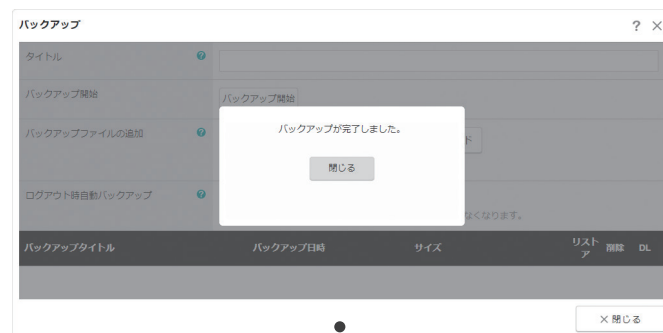 バックアップ
? ×
タイトル ?
バックアップ開始 バックアップ開始
バックアップファイルの追加 ?
ド
バックアップが完了しました。
閉じる
ログアウト時自動バックアップ ?
なくなります。
バックアップタイトル バックアップ日時 サイズ リストア 削除 DL
×閉じる